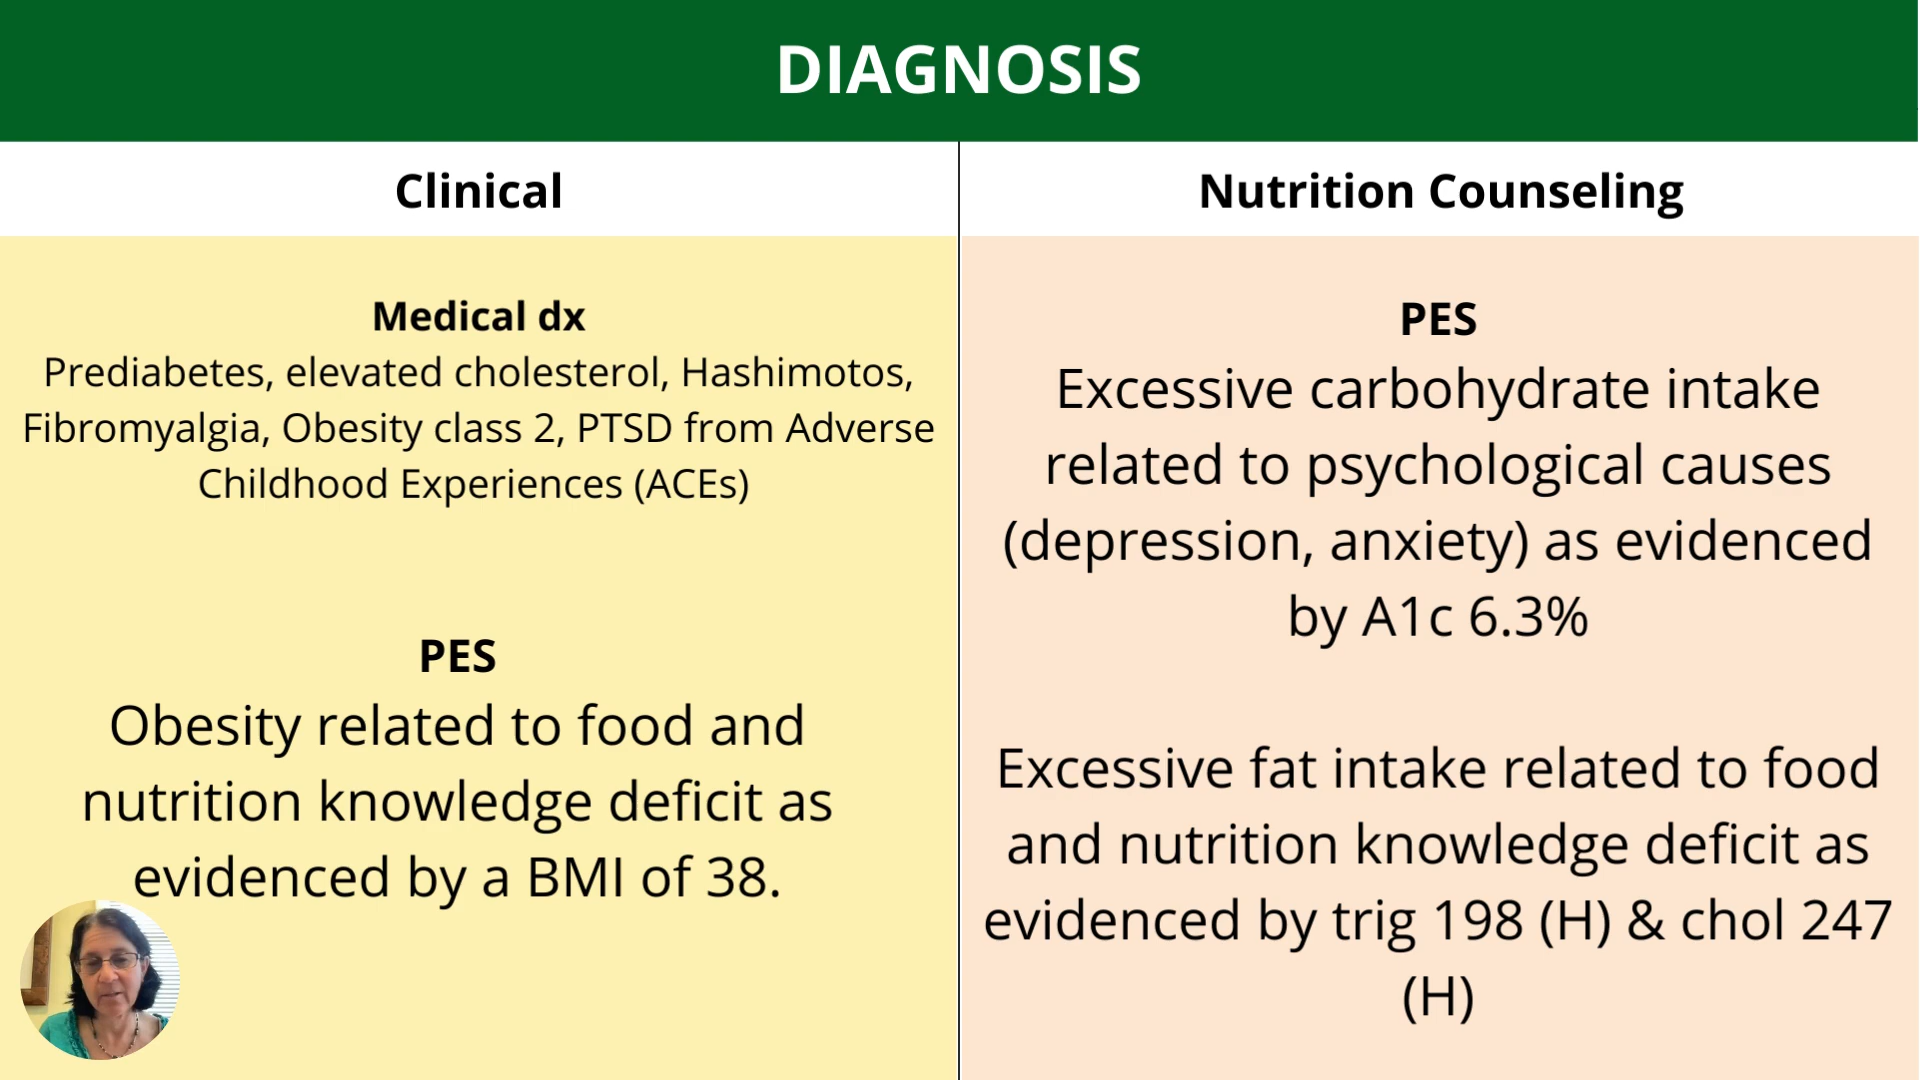 DIAGNOSIS
Clinical
Medical dx
Prediabetes, elevated cholesterol, Hashimotos,
Fibromyalgia, Obesity class 2, PTSD from Adverse
Childhood Experiences (ACEs)
PES
Obesity related to food and
nutrition knowledge deficit as
evidenced by a BMI of 38.
Nutrition Counseling
PES
Excessive carbohydrate intake
related to psychological causes
(depression, anxiety) as evidenced
by A1c 6.3%
Excessive fat intake related to food
and nutrition knowledge deficit as
evidenced by trig 198 (H) & chol 247
(H)